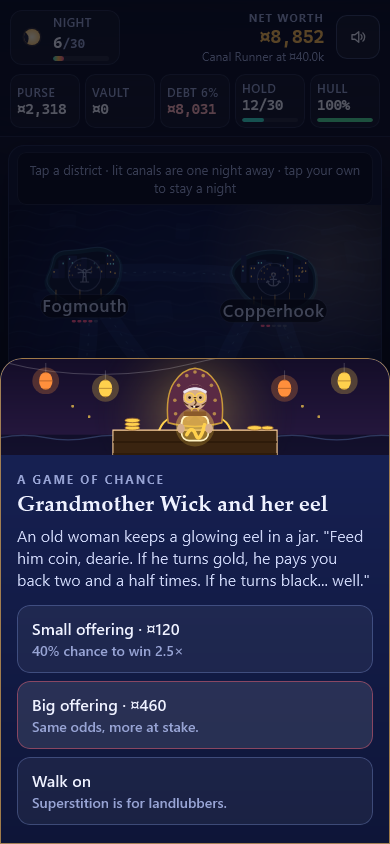 NIGHT
6/30
NET WORTH
¤8,852
Canal Runner at ¤40.0k
PURSE
¤2,318
VAULT
¤0
DEBT 6%
¤8,031
HOLD
12/30
HULL
100%
Tap a district · lit canals are one night away · tap your own
to stay a night
Fogmouth
Copperhook
A GAME OF CHANCE
Grandmother Wick and her eel
An old woman keeps a glowing eel in a jar. "Feed
him coin, dearie. If he turns gold, he pays you
back two and a half times. If he turns black... well."
Small offering · ¤120
40% chance to win 2.5×
Big offering · ¤460
Same odds, more at stake.
Walk on
Superstition is for landlubbers.